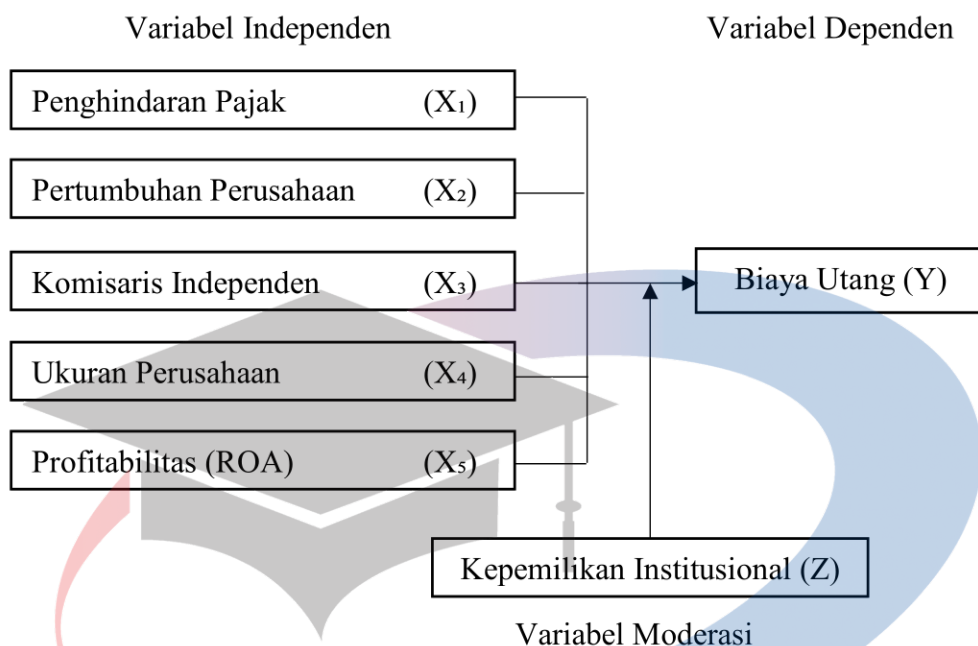 Variabel Independen
Variabel Dependen
Penghindaran Pajak (X₁)
Pertumbuhan Perusahaan (X₂)
Komisaris Independen (X₃)
Biaya Utang (Y)
Ukuran Perusahaan (X₄)
Profitabilitas (ROA) (X₅)
Kepemilikan Institusional (Z)
Variabel Moderasi